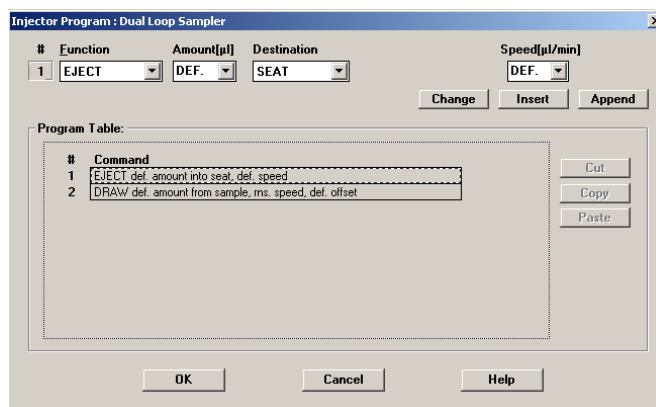 Injector Program : Dual Loop Sampler
# Function Amount[µl] Destination Speed[µl/min]
1 EJECT DEF. SEAT DEF.
Change Insert Append
Program Table:
# Command
1 EJECT def. amount into seat, def. speed
2 DRAW def. amount from sample, rns. speed, def. offset
Cut
Copy
Paste
OK Cancel Help